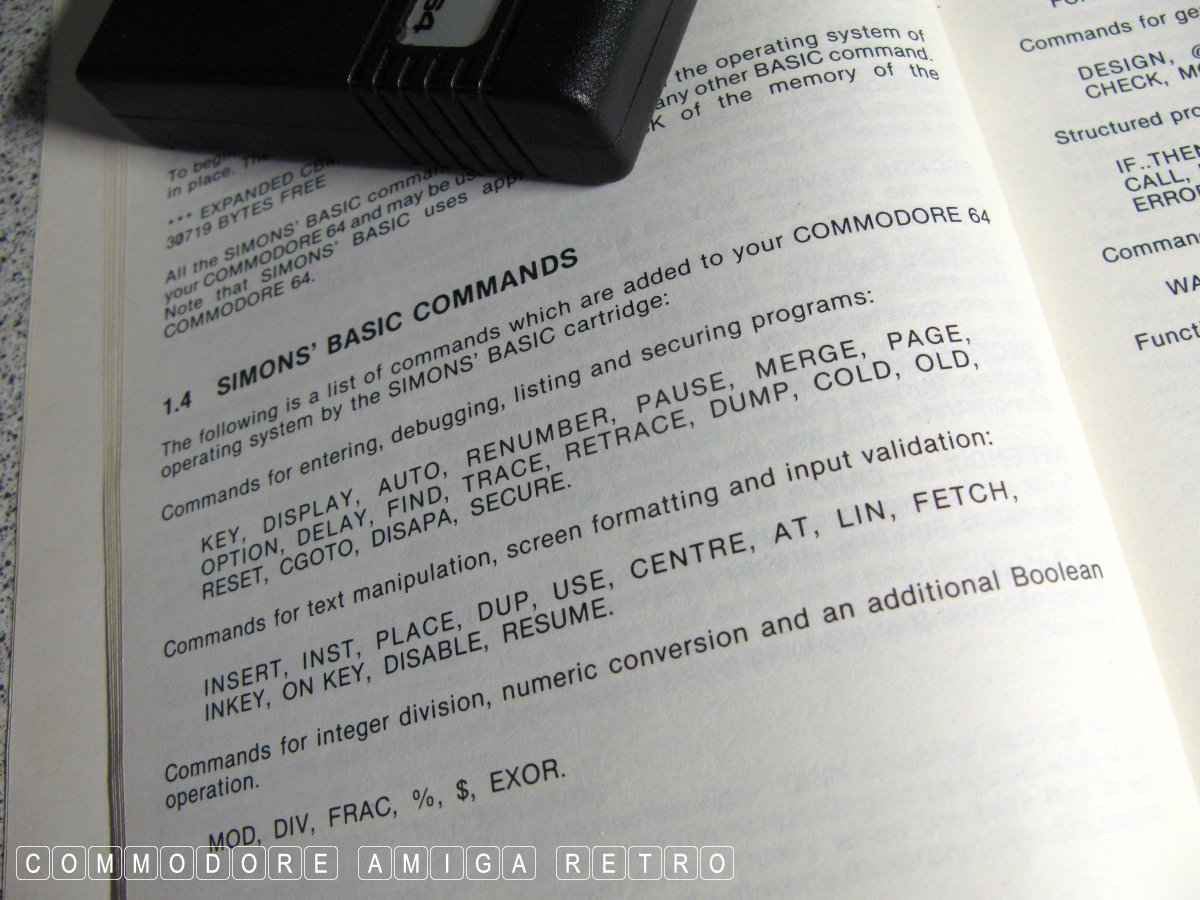 64
the operating system of
any other BASIC command.
of the memory of the
To begin
in place. The
*** EXPANDED CB
30719 BYTES FREE
All the SIMONS' BASIC comman
your COMMODORE 64 and may be use
Note that SIMONS' BASIC uses app
COMMODORE 64.
1.4 SIMONS' BASIC COMMANDS
The following is a list of commands which are added to your COMMODORE 64
operating system by the SIMONS' BASIC cartridge:
Commands for entering, debugging, listing and securing programs:
KEY, DISPLAY, AUTO, RENUMBER, PAUSE, MERGE, PAGE,
OPTION, DELAY, FIND, TRACE, RETRACE, DUMP, COLD, OLD,
RESET, CGOTO, DISAPA, SECURE.
Commands for text manipulation, screen formatting and input validation:
INSERT, INST, PLACE, DUP, USE, CENTRE, AT, LIN, FETCH,
INKEY, ON KEY, DISABLE, RESUME.
Commands for integer division, numeric conversion and an additional Boolean
operation.
MOD, DIV, FRAC, %, $, EXOR.
Commands for ge
DESIGN, @
CHECK, M
Structured pro
IF..THEN
CALL,
ERRO
Comman
WA
Funct
COMMODORE AMIGA RETRO